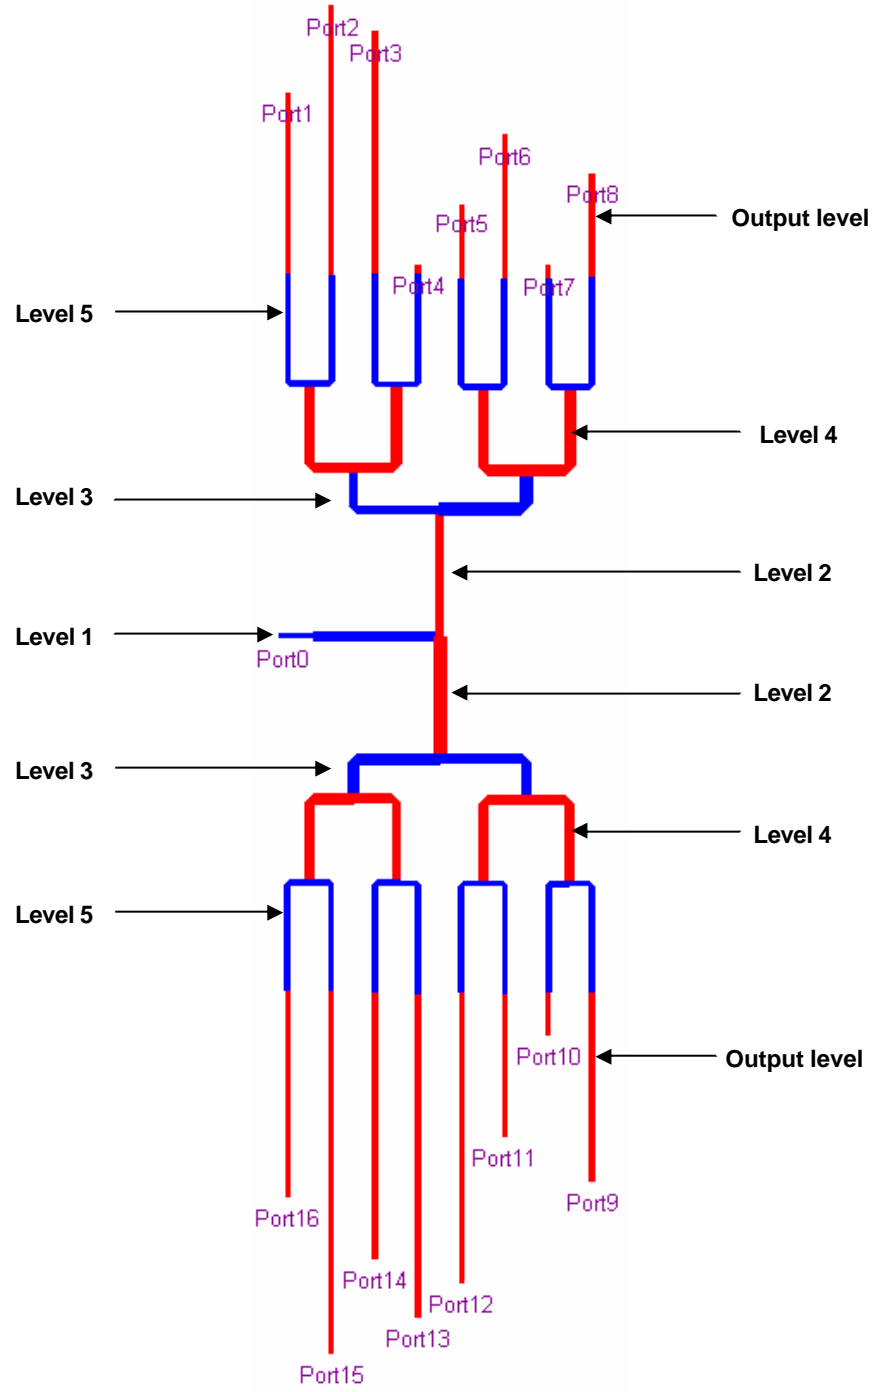 Port2
Port3
Port1
Port6
Port8
Port5
Output level
Port4
Port7
Level 5
Level 4
Level 3
Level 2
Level 1
Port0
Level 2
Level 3
Level 4
Level 5
Port10
Output level
Port11
Port9
Port16
Port14
Port12
Port13
Port15